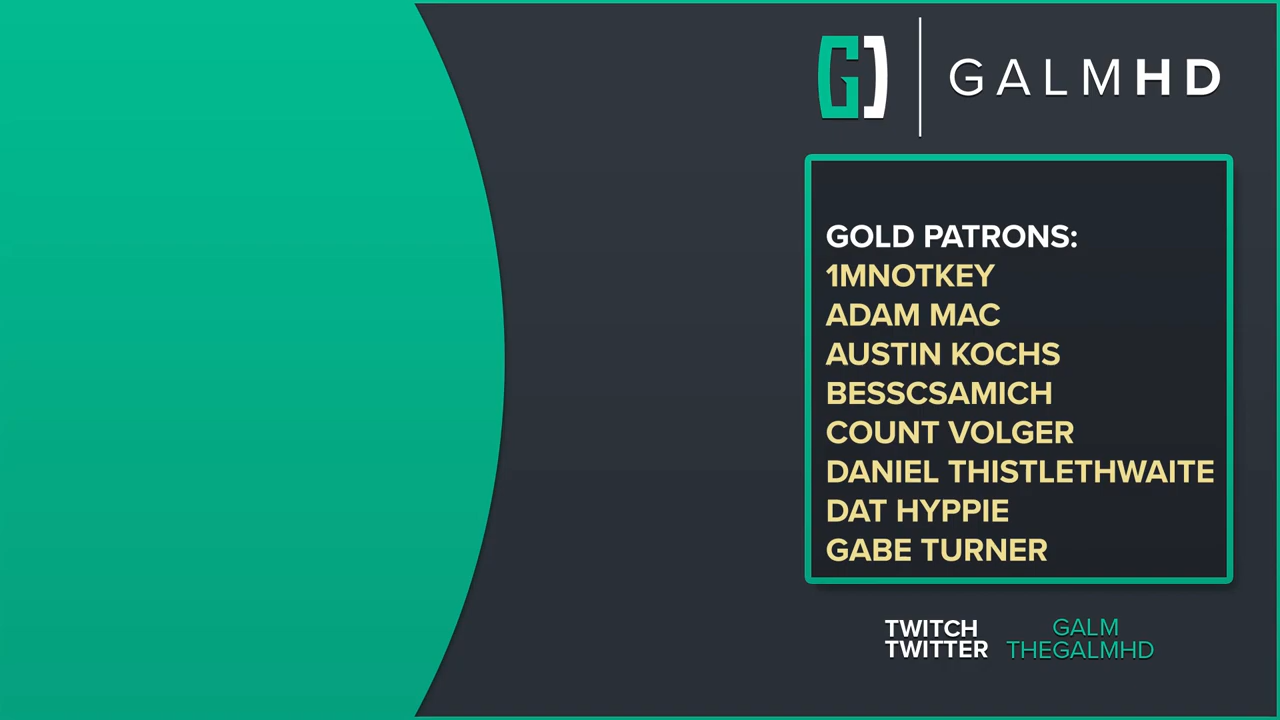 GALMHD
GOLD PATRONS:
1MNOTKEY
ADAM MAC
AUSTIN KOCHS
BESSCSAMICH
COUNT VOLGER
DANIEL THISTLETHWAITE
DAT HYPPIE
GABE TURNER
TWITCH GALM
TWITTER THEGALMHD